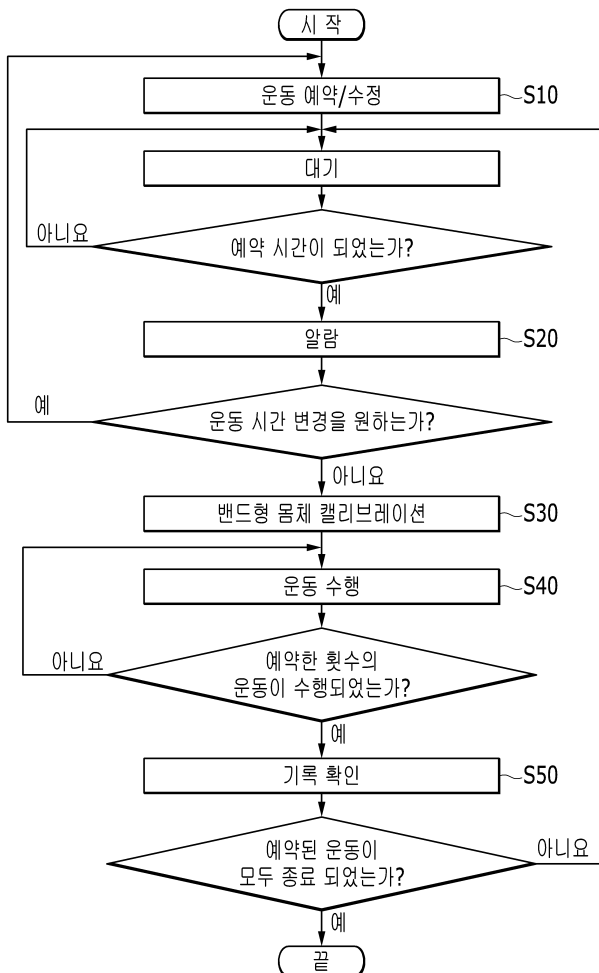 시 작
운동 예약/수정
S10
대기
아니요
예약 시간이 되었는가?
예
알람
S20
예
운동 시간 변경을 원하는가?
아니요
밴드형 몸체 캘리브레이션
S30
운동 수행
S40
아니요
예약한 횟수의
운동이 수행되었는가?
예
기록 확인
S50
예약된 운동이
모두 종료 되었는가?
아니요
예
끝